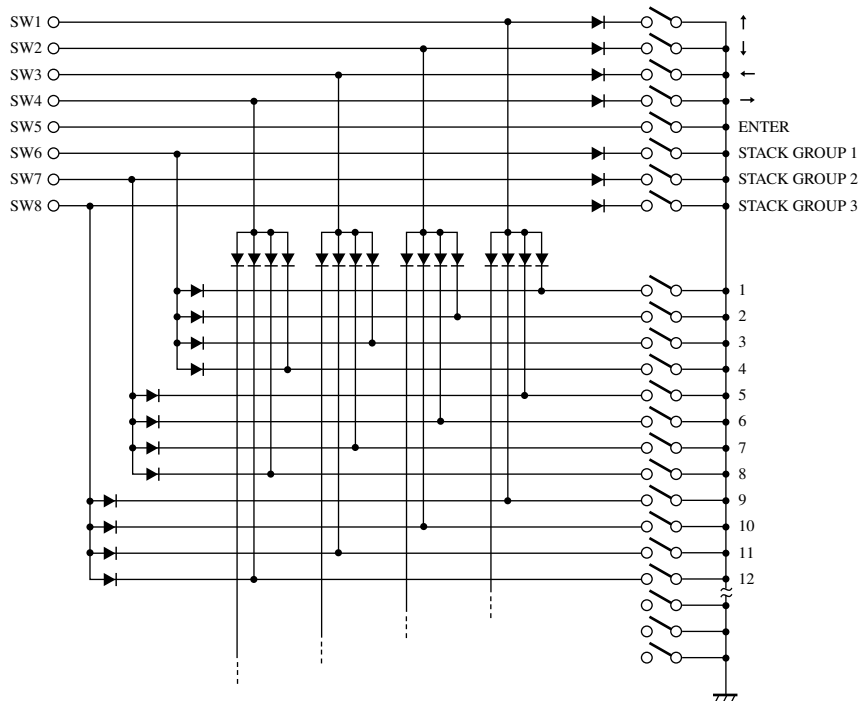 SW1 ↑
SW2 ↓
SW3 ←
SW4 →
SW5 ENTER
SW6 STACK GROUP 1
SW7 STACK GROUP 2
SW8 STACK GROUP 3
1
2
3
4
5
6
7
8
9
10
11
12